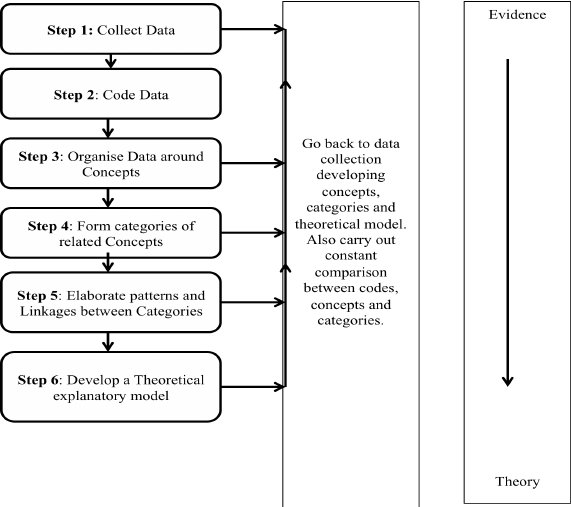 Step 1: Collect Data
Step 2: Code Data
Step 3: Organise Data around
Concepts
Step 4: Form categories of
related Concepts
Step 5: Elaborate patterns and
Linkages between Categories
Step 6: Develop a Theoretical
explanatory model
Go back to data
collection
developing
concepts,
categories and
theoretical model.
Also carry out
constant
comparison
between codes,
concepts and
categories.
Evidence
Theory